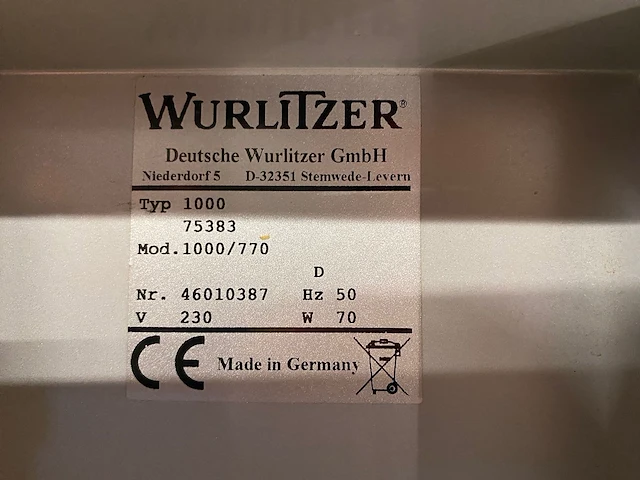 WURLITZER®
Deutsche Wurlitzer GmbH
Niederdorf 5 D-32351 Stemwede-Levern
Typ 1000
75383
Mod.1000/770
D
Nr. 46010387 Hz 50
V 230 W 70
CE Made in Germany